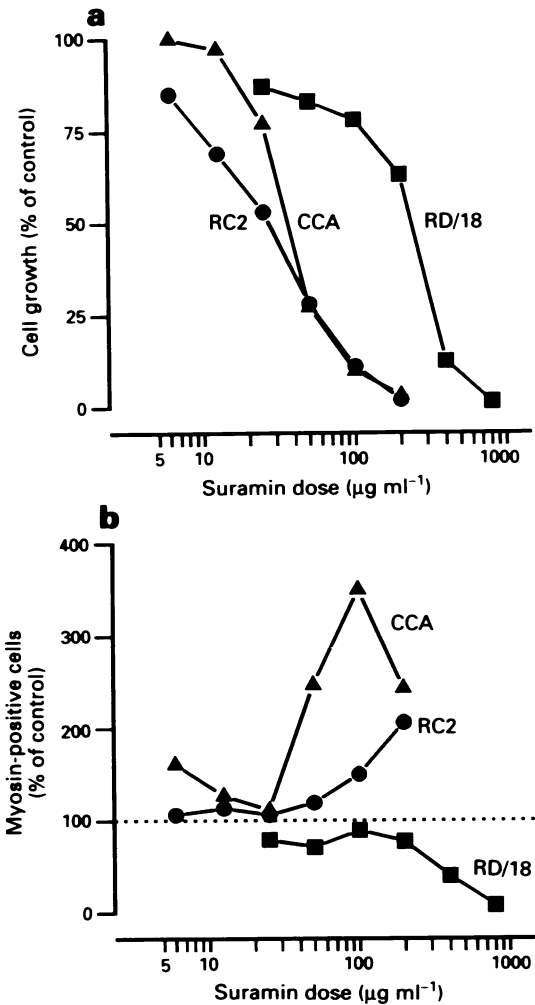 a
100
75
50
25
0
Cell growth (% of control)
RC2
CCA
RD/18
5 10 100 1000
Suramin dose (µg ml⁻¹)
b
400
300
200
100
0
Myosin-positive cells
(% of control)
CCA
RC2
RD/18
5 10 100 1000
Suramin dose (µg ml⁻¹)